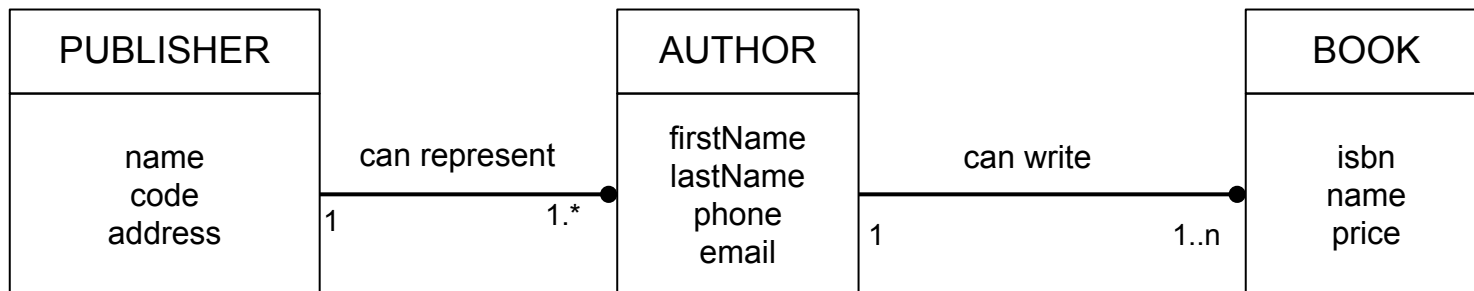 PUBLISHER
name
code
address
can represent
1
1.*
AUTHOR
firstName
lastName
phone
email
can write
1
1..n
BOOK
isbn
name
price